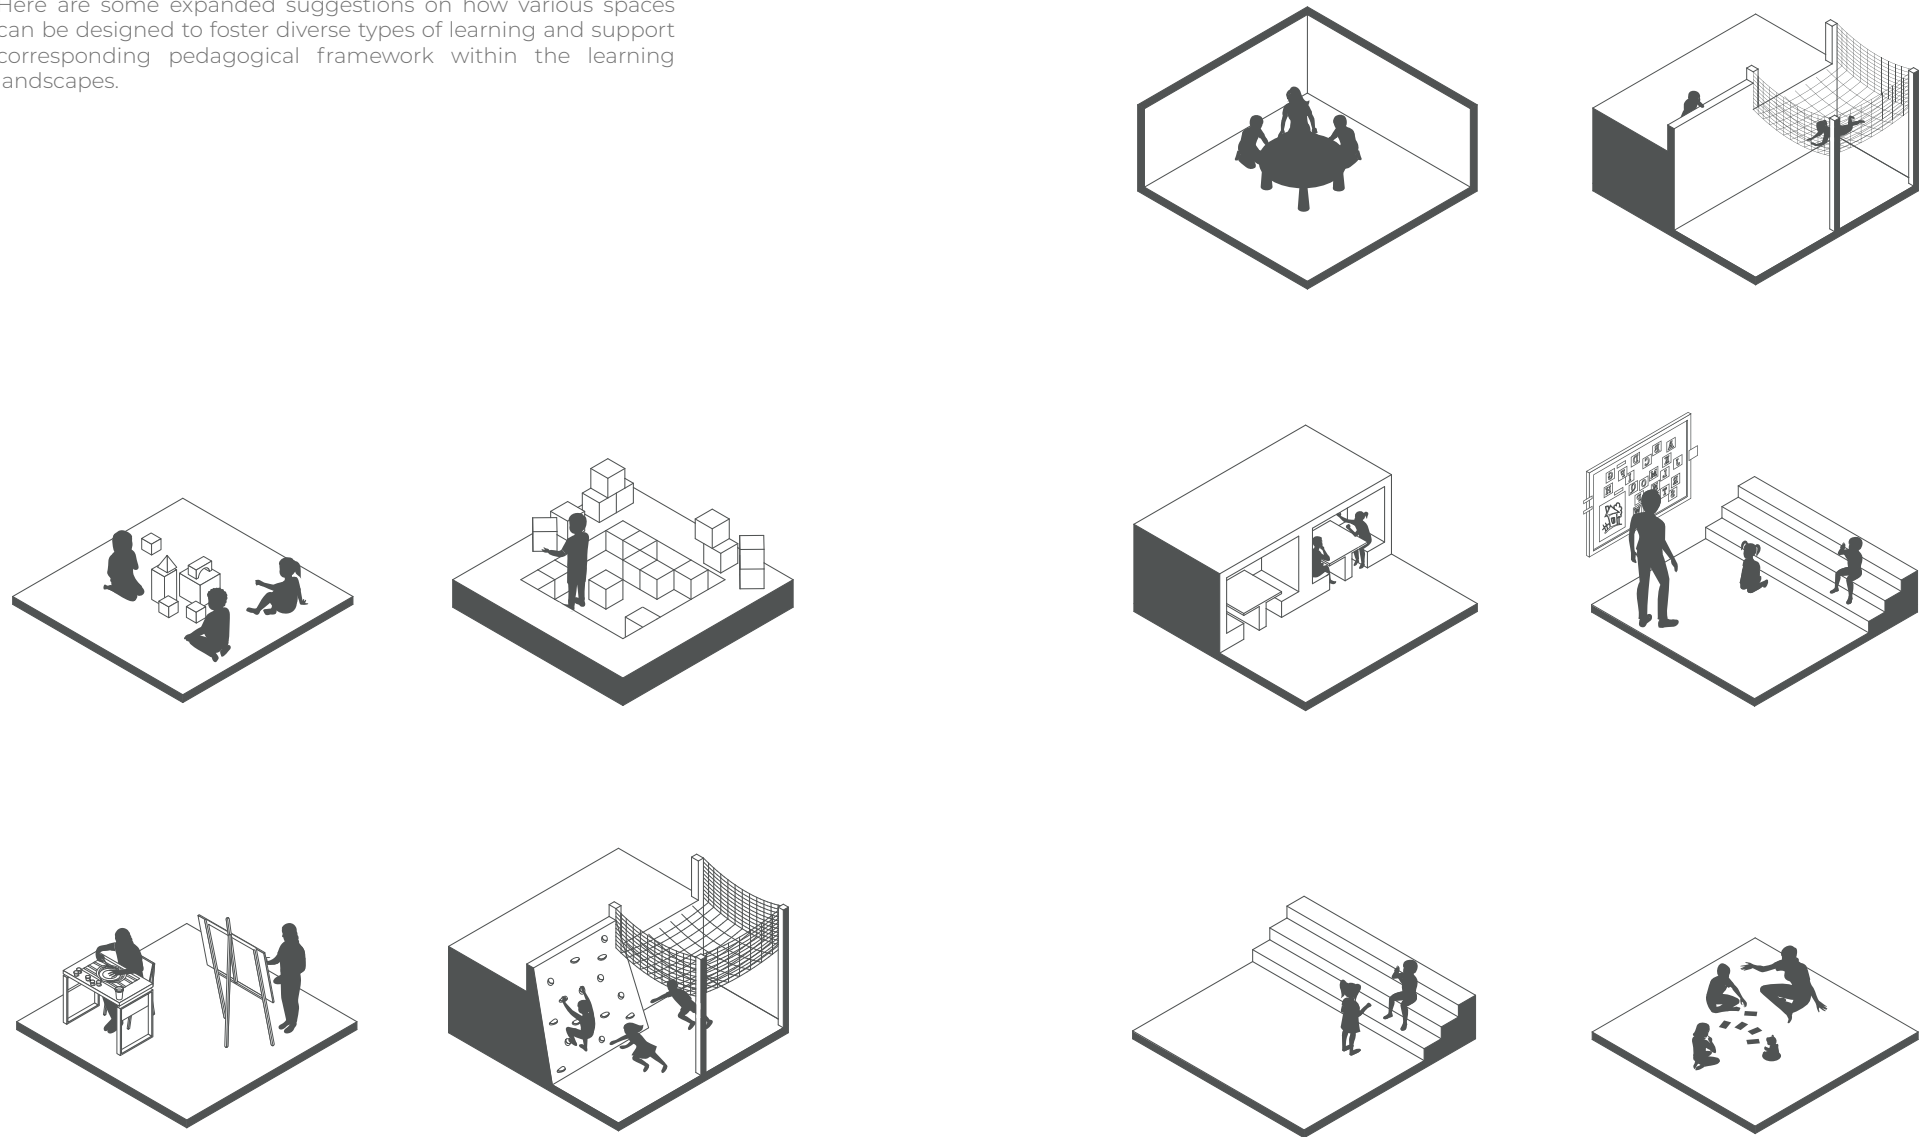 Here are some expanded suggestions on how various spaces
can be designed to foster diverse types of learning and support
corresponding pedagogical framework within the learning
landscapes.